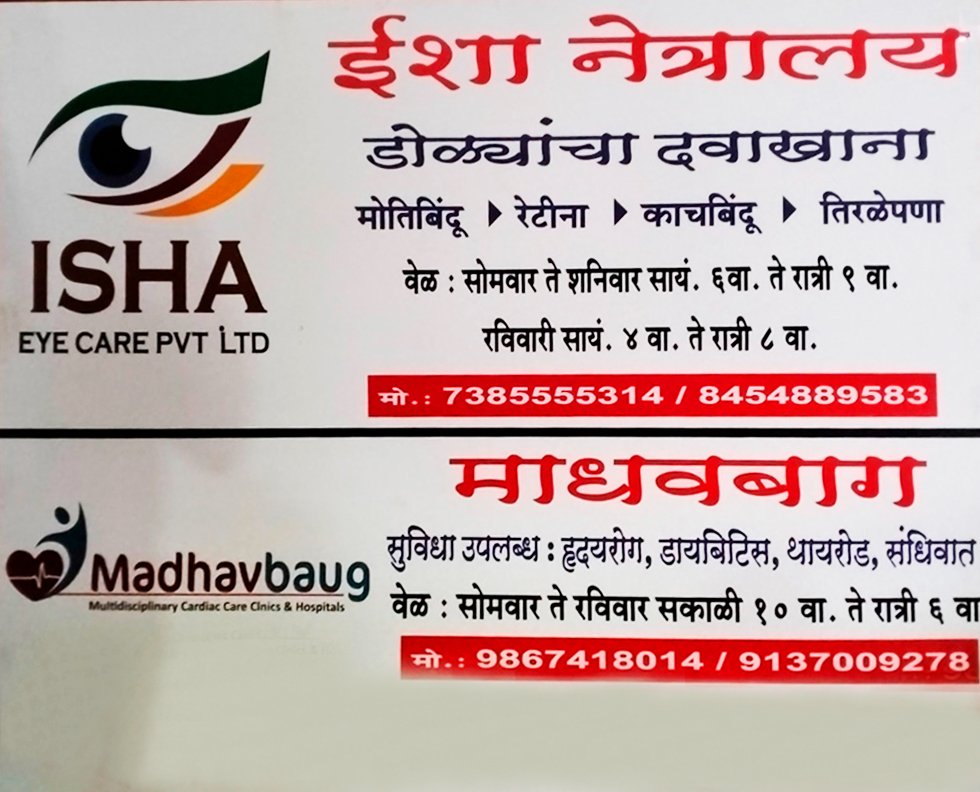 ईशा नेत्रालय
डोळ्यांचा दवाखाना
मोतिबिंदू ▶ रेटीना ▶ काचबिंदू ▶ तिरळेपणा
वेळ : सोमवार ते शनिवार सायं. ६वा. ते रात्री ९ वा.
रविवारी सायं. ४ वा. ते रात्री ८ वा.
मो.: 7385555314 / 8454889583
ISHA
EYE CARE PVT LTD
माधवबाग
सुविधा उपलब्ध : हृदयरोग, डायबिटिस, थायरोड, संधिवात
वेळ : सोमवार ते रविवार सकाळी १० वा. ते रात्री ६ वा
मो.: 9867418014 / 9137009278
Madhavbaug
Multidisciplinary Cardiac Care Clinics & Hospitals